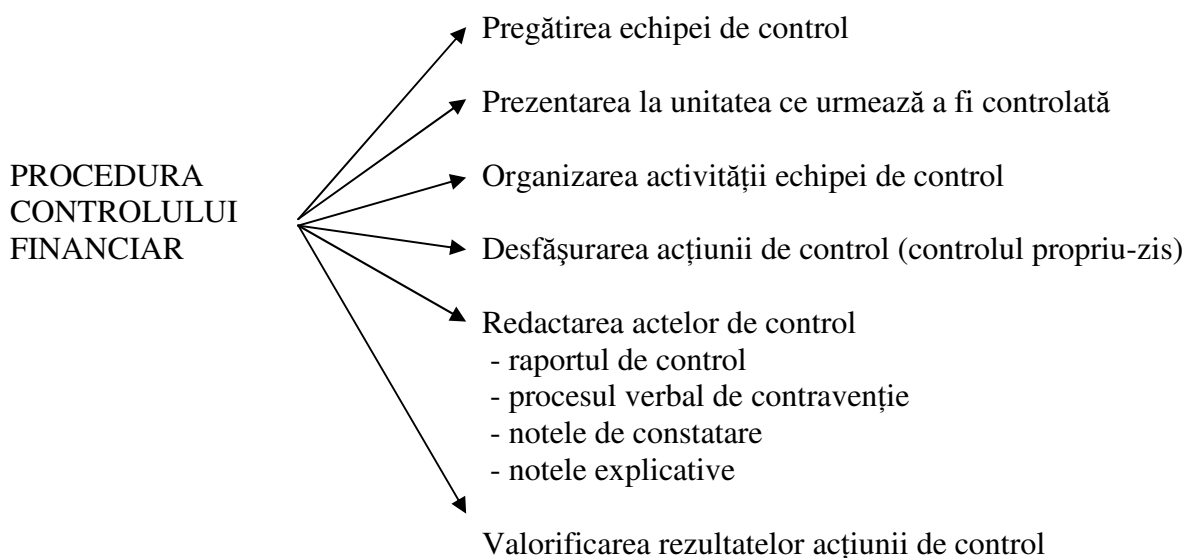 Pregătirea echipei de control
Prezentarea la unitatea ce urmează a fi controlată
PROCEDURA
CONTROLULUI
FINANCIAR
Organizarea activității echipei de control
Desfăşurarea acțiunii de control (controlul propriu-zis)
Redactarea actelor de control
- raportul de control
- procesul verbal de contravenție
- notele de constatare
- notele explicative
Valorificarea rezultatelor acțiunii de control